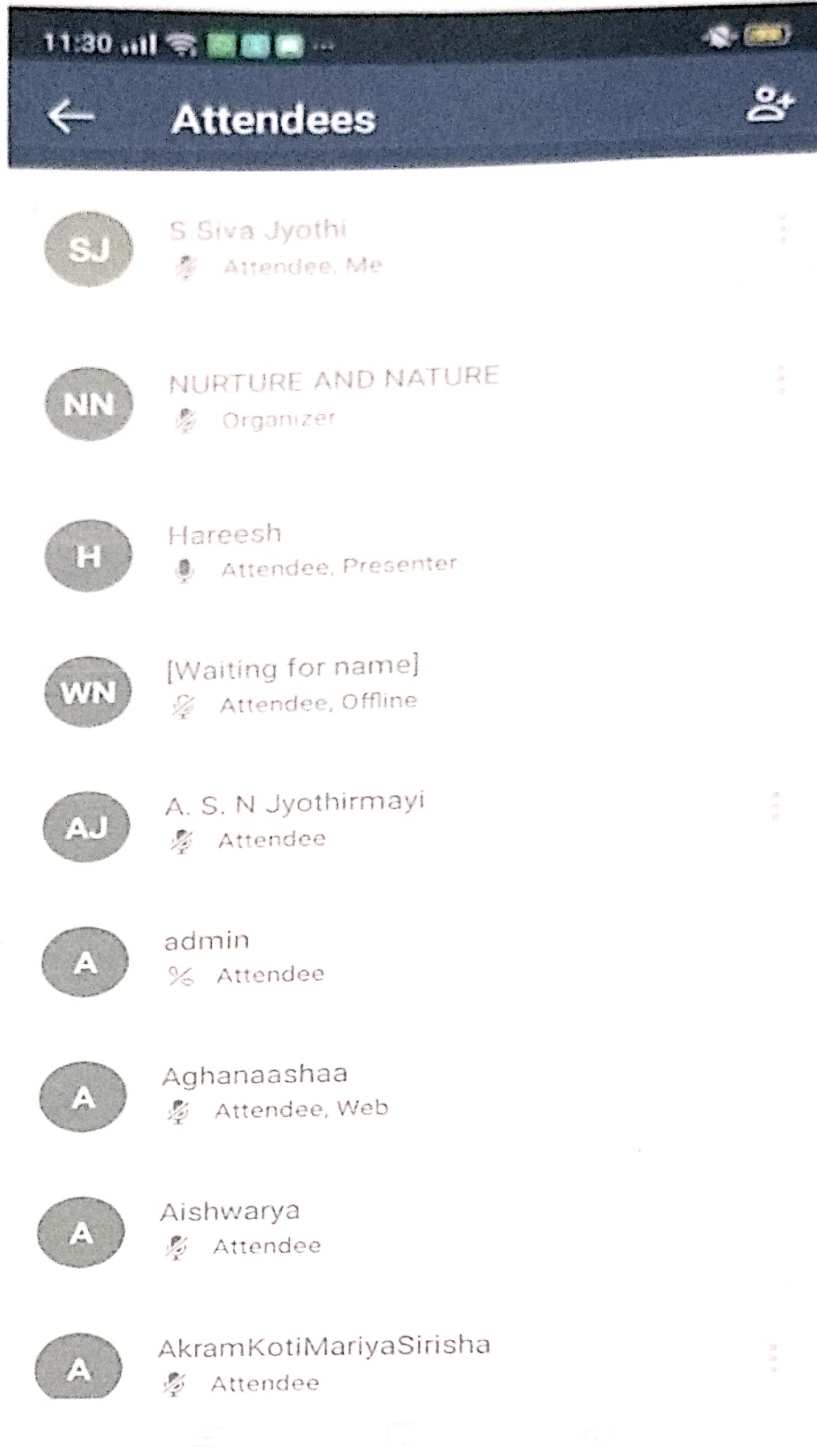 11:30
Attendees
SJ
S.Siva Jyothi
Attendee, Me
NN
NURTURE AND NATURE
Organizer
H
Hareesh
Attendee, Presenter
WN
[Waiting for name]
Attendee, Offline
AJ
A. S. N Jyothirmayi
Attendee
A
admin
Attendee
A
Aghanaashaa
Attendee, Web
A
Aishwarya
Attendee
A
AkramKotiMariyaSirisha
Attendee